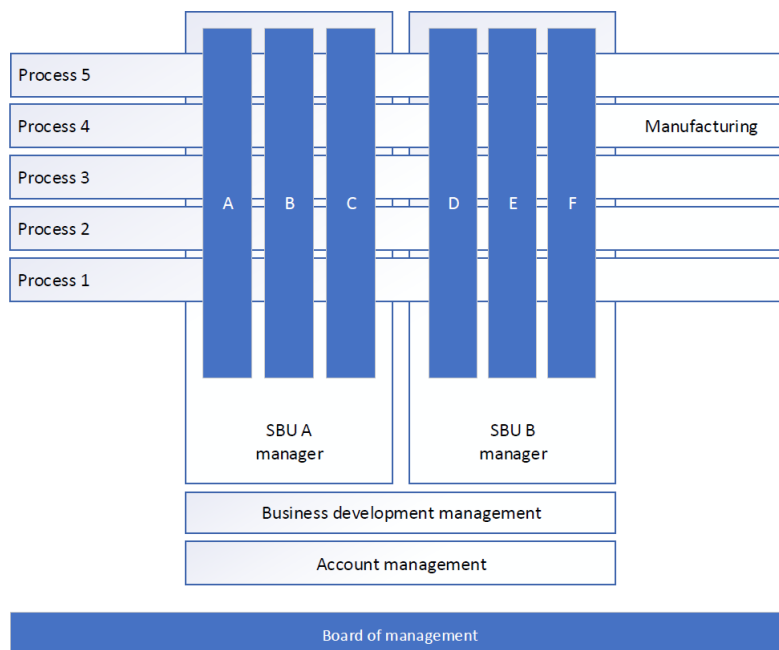 Process 5
Process 4
Manufacturing
Process 3
A
B
C
D
E
F
Process 2
Process 1
SBU A
manager
SBU B
manager
Business development management
Account management
Board of management